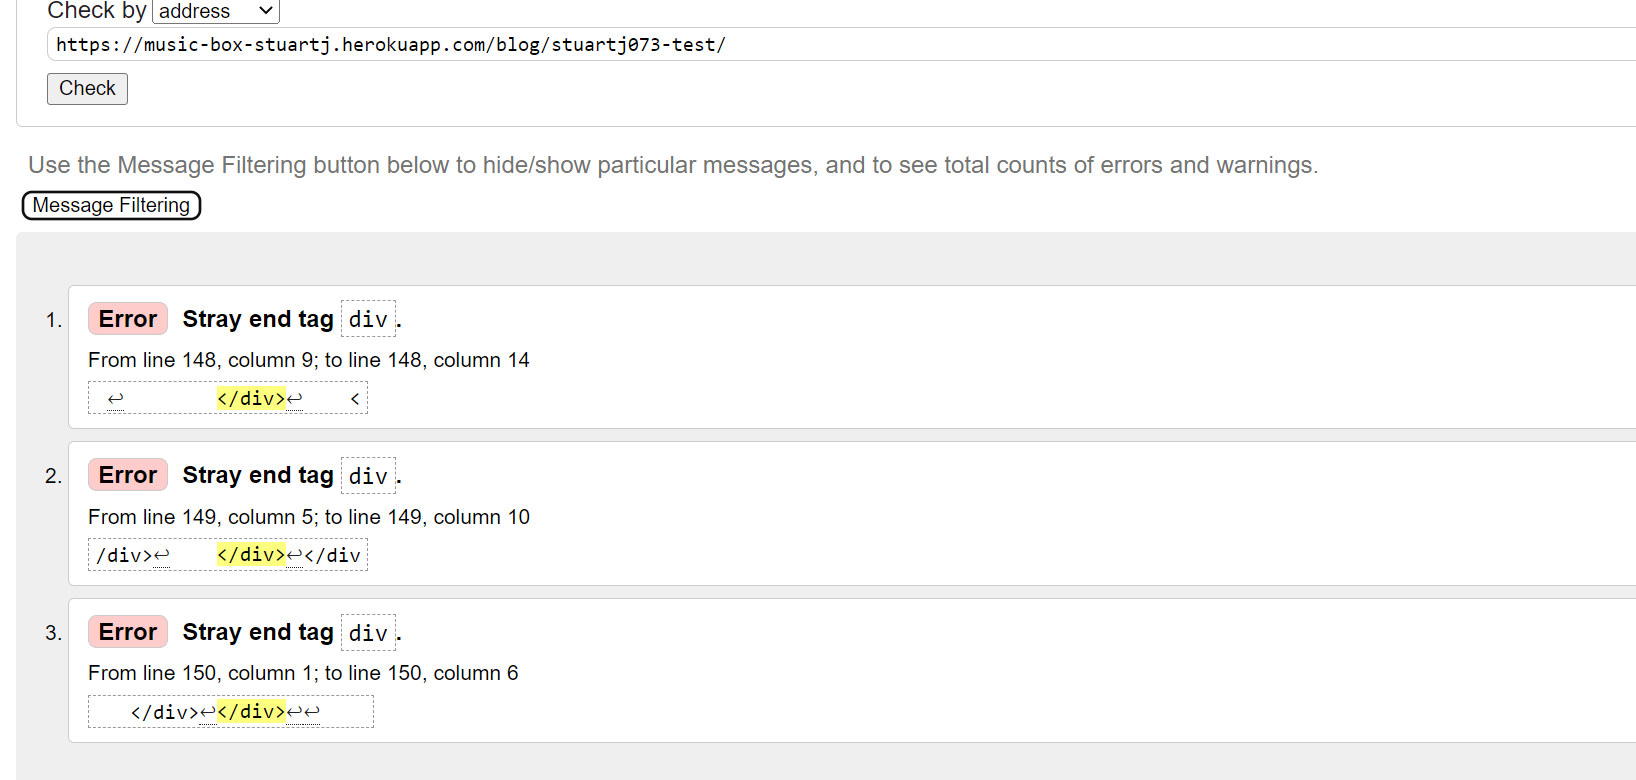 Check by address
https://music-box-stuartj.herokuapp.com/blog/stuartj073-test/
Check
Use the Message Filtering button below to hide/show particular messages, and to see total counts of errors and warnings.
Message Filtering
1. Error Stray end tag div.
From line 148, column 9; to line 148, column 14
↩ </div>↩ <
2. Error Stray end tag div.
From line 149, column 5; to line 149, column 10
/div>↩ </div>↩</div
3. Error Stray end tag div.
From line 150, column 1; to line 150, column 6
</div>↩</div>↩↩